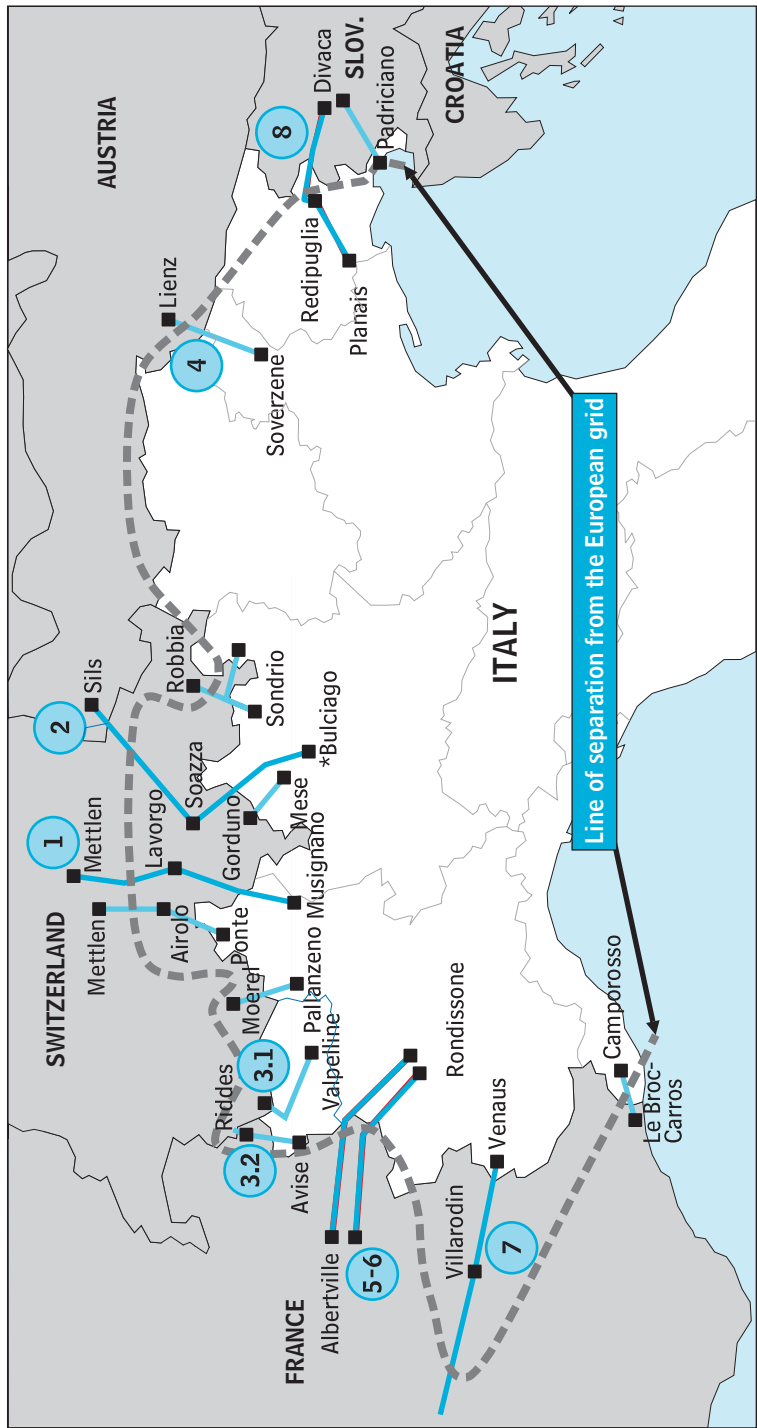 SWITZERLAND
AUSTRIA
FRANCE
ITALY
SLOV.
CROATIA
1
Mettlen
Lavorgo
Musignano
Mettlen
Airolo
Ponte
2
Sils
Soazza
*Bulciago
Gorduno
Mese
Robbia
Sondrio
Moerel
Pallanzeno
3.1
Riddes
Valpelline
3.2
Avise
4
Lienz
Soverzene
Albertville
5-6
Rondissone
Villarodin
7
Venaus
8
Divaca
Redipuglia
Planais
Padriciano
Camporosso
Le Broc-
Carros
Line of separation from the European grid